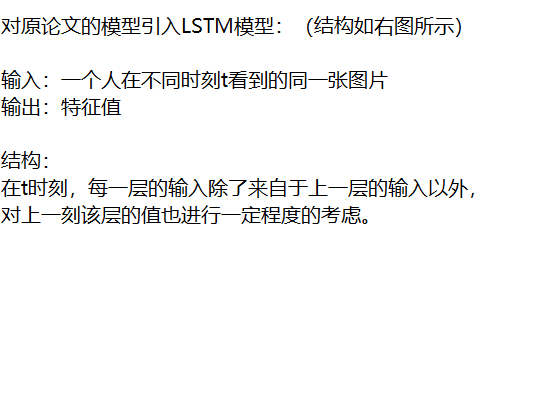 对原论文的模型引入LSTM模型：（结构如右图所示）
输入：一个人在不同时刻t看到的同一张图片
输出：特征值
结构：
在t时刻，每一层的输入除了来自于上一层的输入以外，
对上一刻该层的值也进行一定程度的考虑。